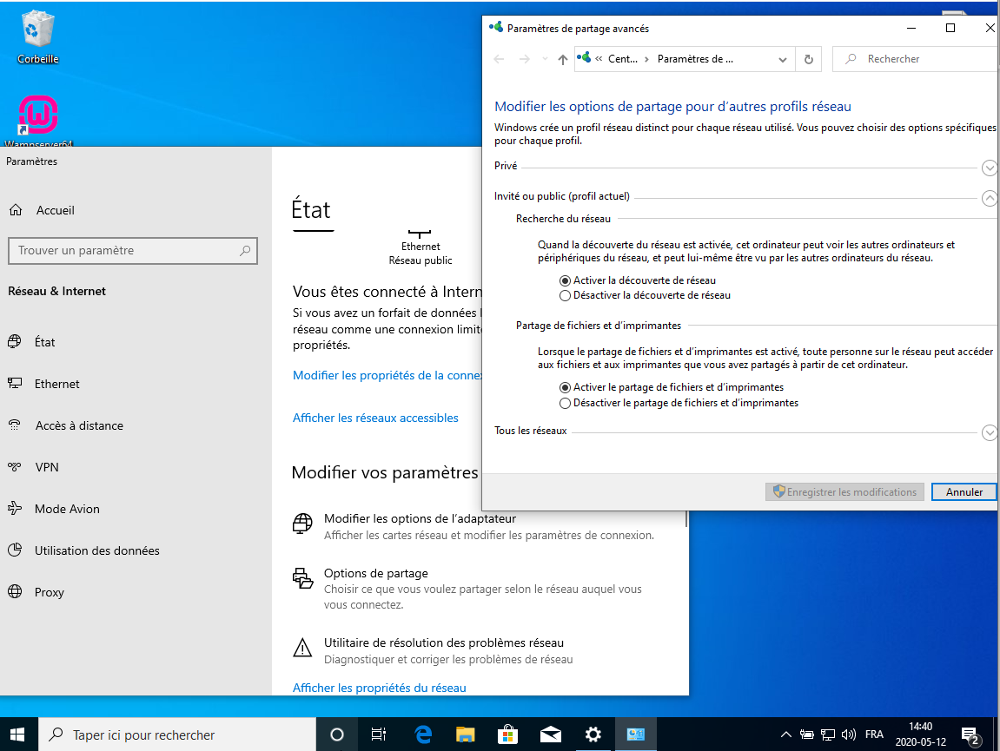 Corbeille
Wampserver64
Paramètres
Accueil
Trouver un paramètre
Réseau & Internet
État
Ethernet
Accès à distance
VPN
Mode Avion
Utilisation des données
Proxy
État
Ethernet
Réseau public
Vous êtes connecté à Intern
Si vous avez un forfait de données l
réseau comme une connexion limit
propriétés.
Modifier les propriétés de la conne
Afficher les réseaux accessibles
Modifier vos paramètres
Modifier les options de l'adaptateur
Afficher les cartes réseau et modifier les paramètres de connexion.
Options de partage
Choisir ce que vous voulez partager selon le réseau auquel vous
vous connectez.
Utilitaire de résolution des problèmes réseau
Diagnostiquer et corriger les problèmes de réseau
Afficher les propriétés du réseau
Paramètres de partage avancés
« Cent... › Paramètres de ...
Rechercher
Modifier les options de partage pour d'autres profils réseau
Windows crée un profil réseau distinct pour chaque réseau utilisé. Vous pouvez choisir des options spécifiques
pour chaque profil.
Privé
Invité ou public (profil actuel)
Recherche du réseau
Quand la découverte du réseau est activée, cet ordinateur peut voir les autres ordinateurs et
périphériques du réseau, et peut lui-même être vu par les autres ordinateurs du réseau.
Activer la découverte de réseau
Désactiver la découverte de réseau
Partage de fichiers et d'imprimantes
Lorsque le partage de fichiers et d'imprimantes est activé, toute personne sur le réseau peut accéder
aux fichiers et aux imprimantes que vous avez partagés à partir de cet ordinateur.
Activer le partage de fichiers et d'imprimantes
Désactiver le partage de fichiers et d'imprimantes
Tous les réseaux
Enregistrer les modifications
Annuler
Taper ici pour rechercher
FRA
14:40
2020-05-12
2